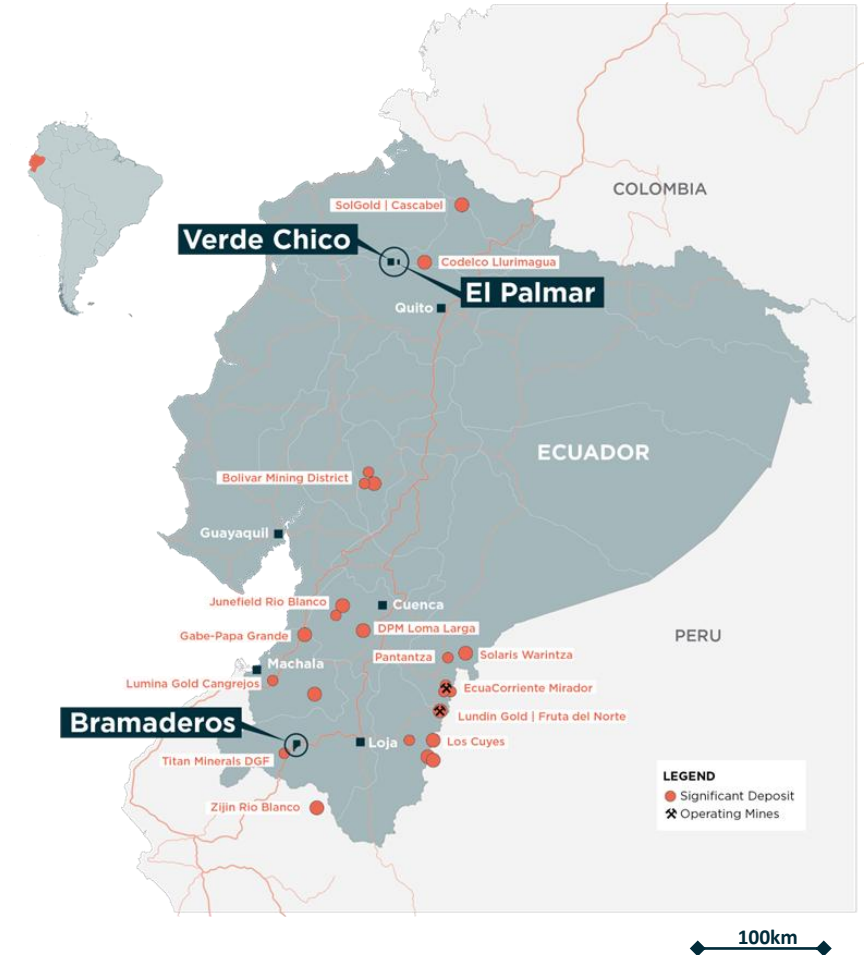 COLOMBIA
SolGold | Cascabel
Verde Chico
Codelco Llurimagua
El Palmar
Quito
ECUADOR
Bolivar Mining District
Guayaquil
Junefield Rio Blanco
Cuenca
DPM Loma Larga
Gabe-Papa Grande
PERU
Pantantza
Solaris Warintza
Machala
Lumina Gold Cangrejos
EcuaCorriente Mirador
Lundin Gold | Fruta del Norte
Bramaderos
Loja
Los Cuyes
Titan Minerals DGF
Zijin Rio Blanco
LEGEND
Significant Deposit
Operating Mines
100km